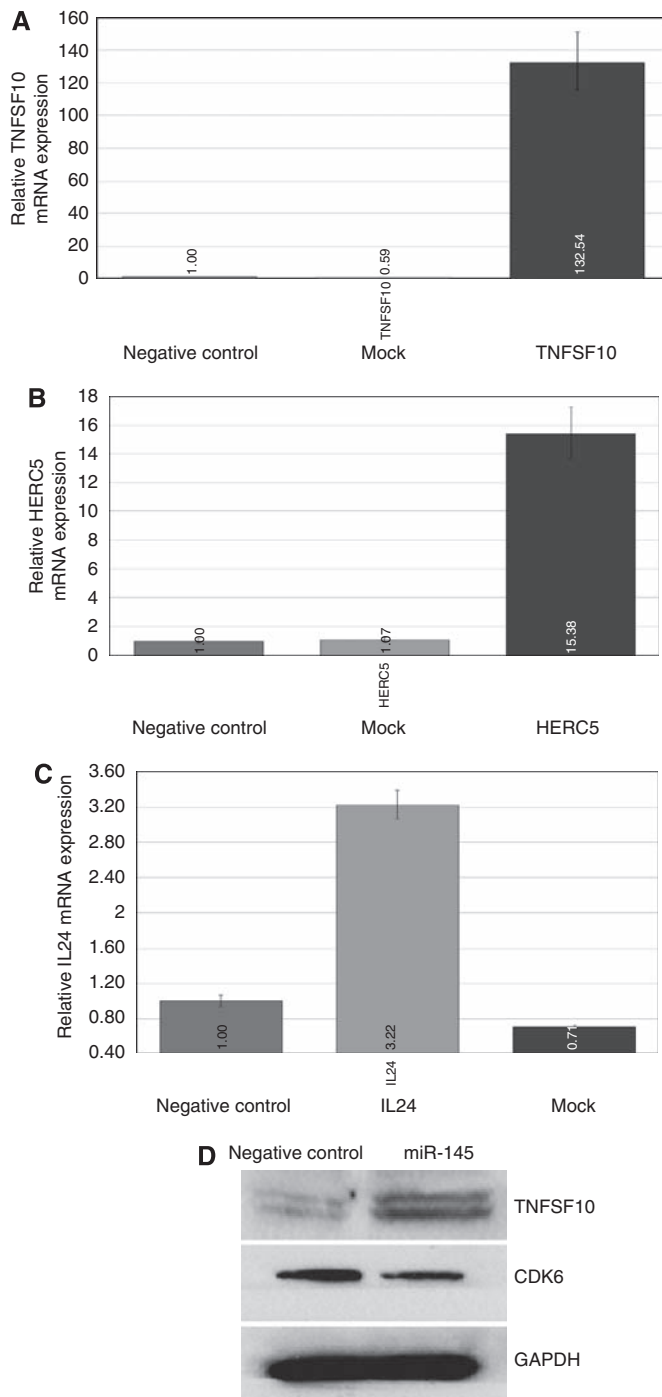 A
Relative TNFSF10
mRNA expression
160
140
120
100
80
60
40
20
0
1.00
0.59
132.54
TNFSF10
Negative control Mock TNFSF10
B
Relative HERC5
mRNA expression
18
16
14
12
10
8
6
4
2
0
1.00
1.07
15.38
HERC5
Negative control Mock HERC5
C
Relative IL24 mRNA expression
3.60
3.20
2.80
2.40
2
1.60
1.20
0.80
0.40
1.00
3.22
0.71
IL24
Negative control IL24 Mock
D Negative control miR-145
TNFSF10
CDK6
GAPDH